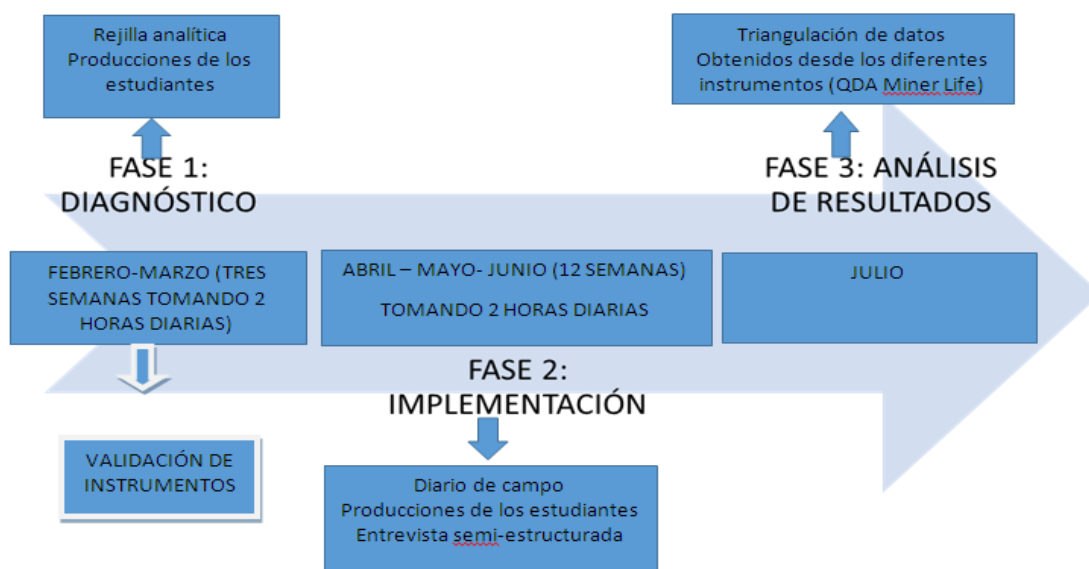 Rejilla analítica
Producciones de los
estudiantes
Triangulación de datos
Obtenidos desde los diferentes
instrumentos (QDA Miner Life)
FASE 1:
DIAGNÓSTICO
FASE 3: ANÁLISIS
DE RESULTADOS
FEBRERO-MARZO (TRES
SEMANAS TOMANDO 2
HORAS DIARIAS)
ABRIL – MAYO- JUNIO (12 SEMANAS)
TOMANDO 2 HORAS DIARIAS
JULIO
FASE 2:
IMPLEMENTACIÓN
VALIDACIÓN DE
INSTRUMENTOS
Diario de campo
Producciones de los estudiantes
Entrevista semi-estructurada